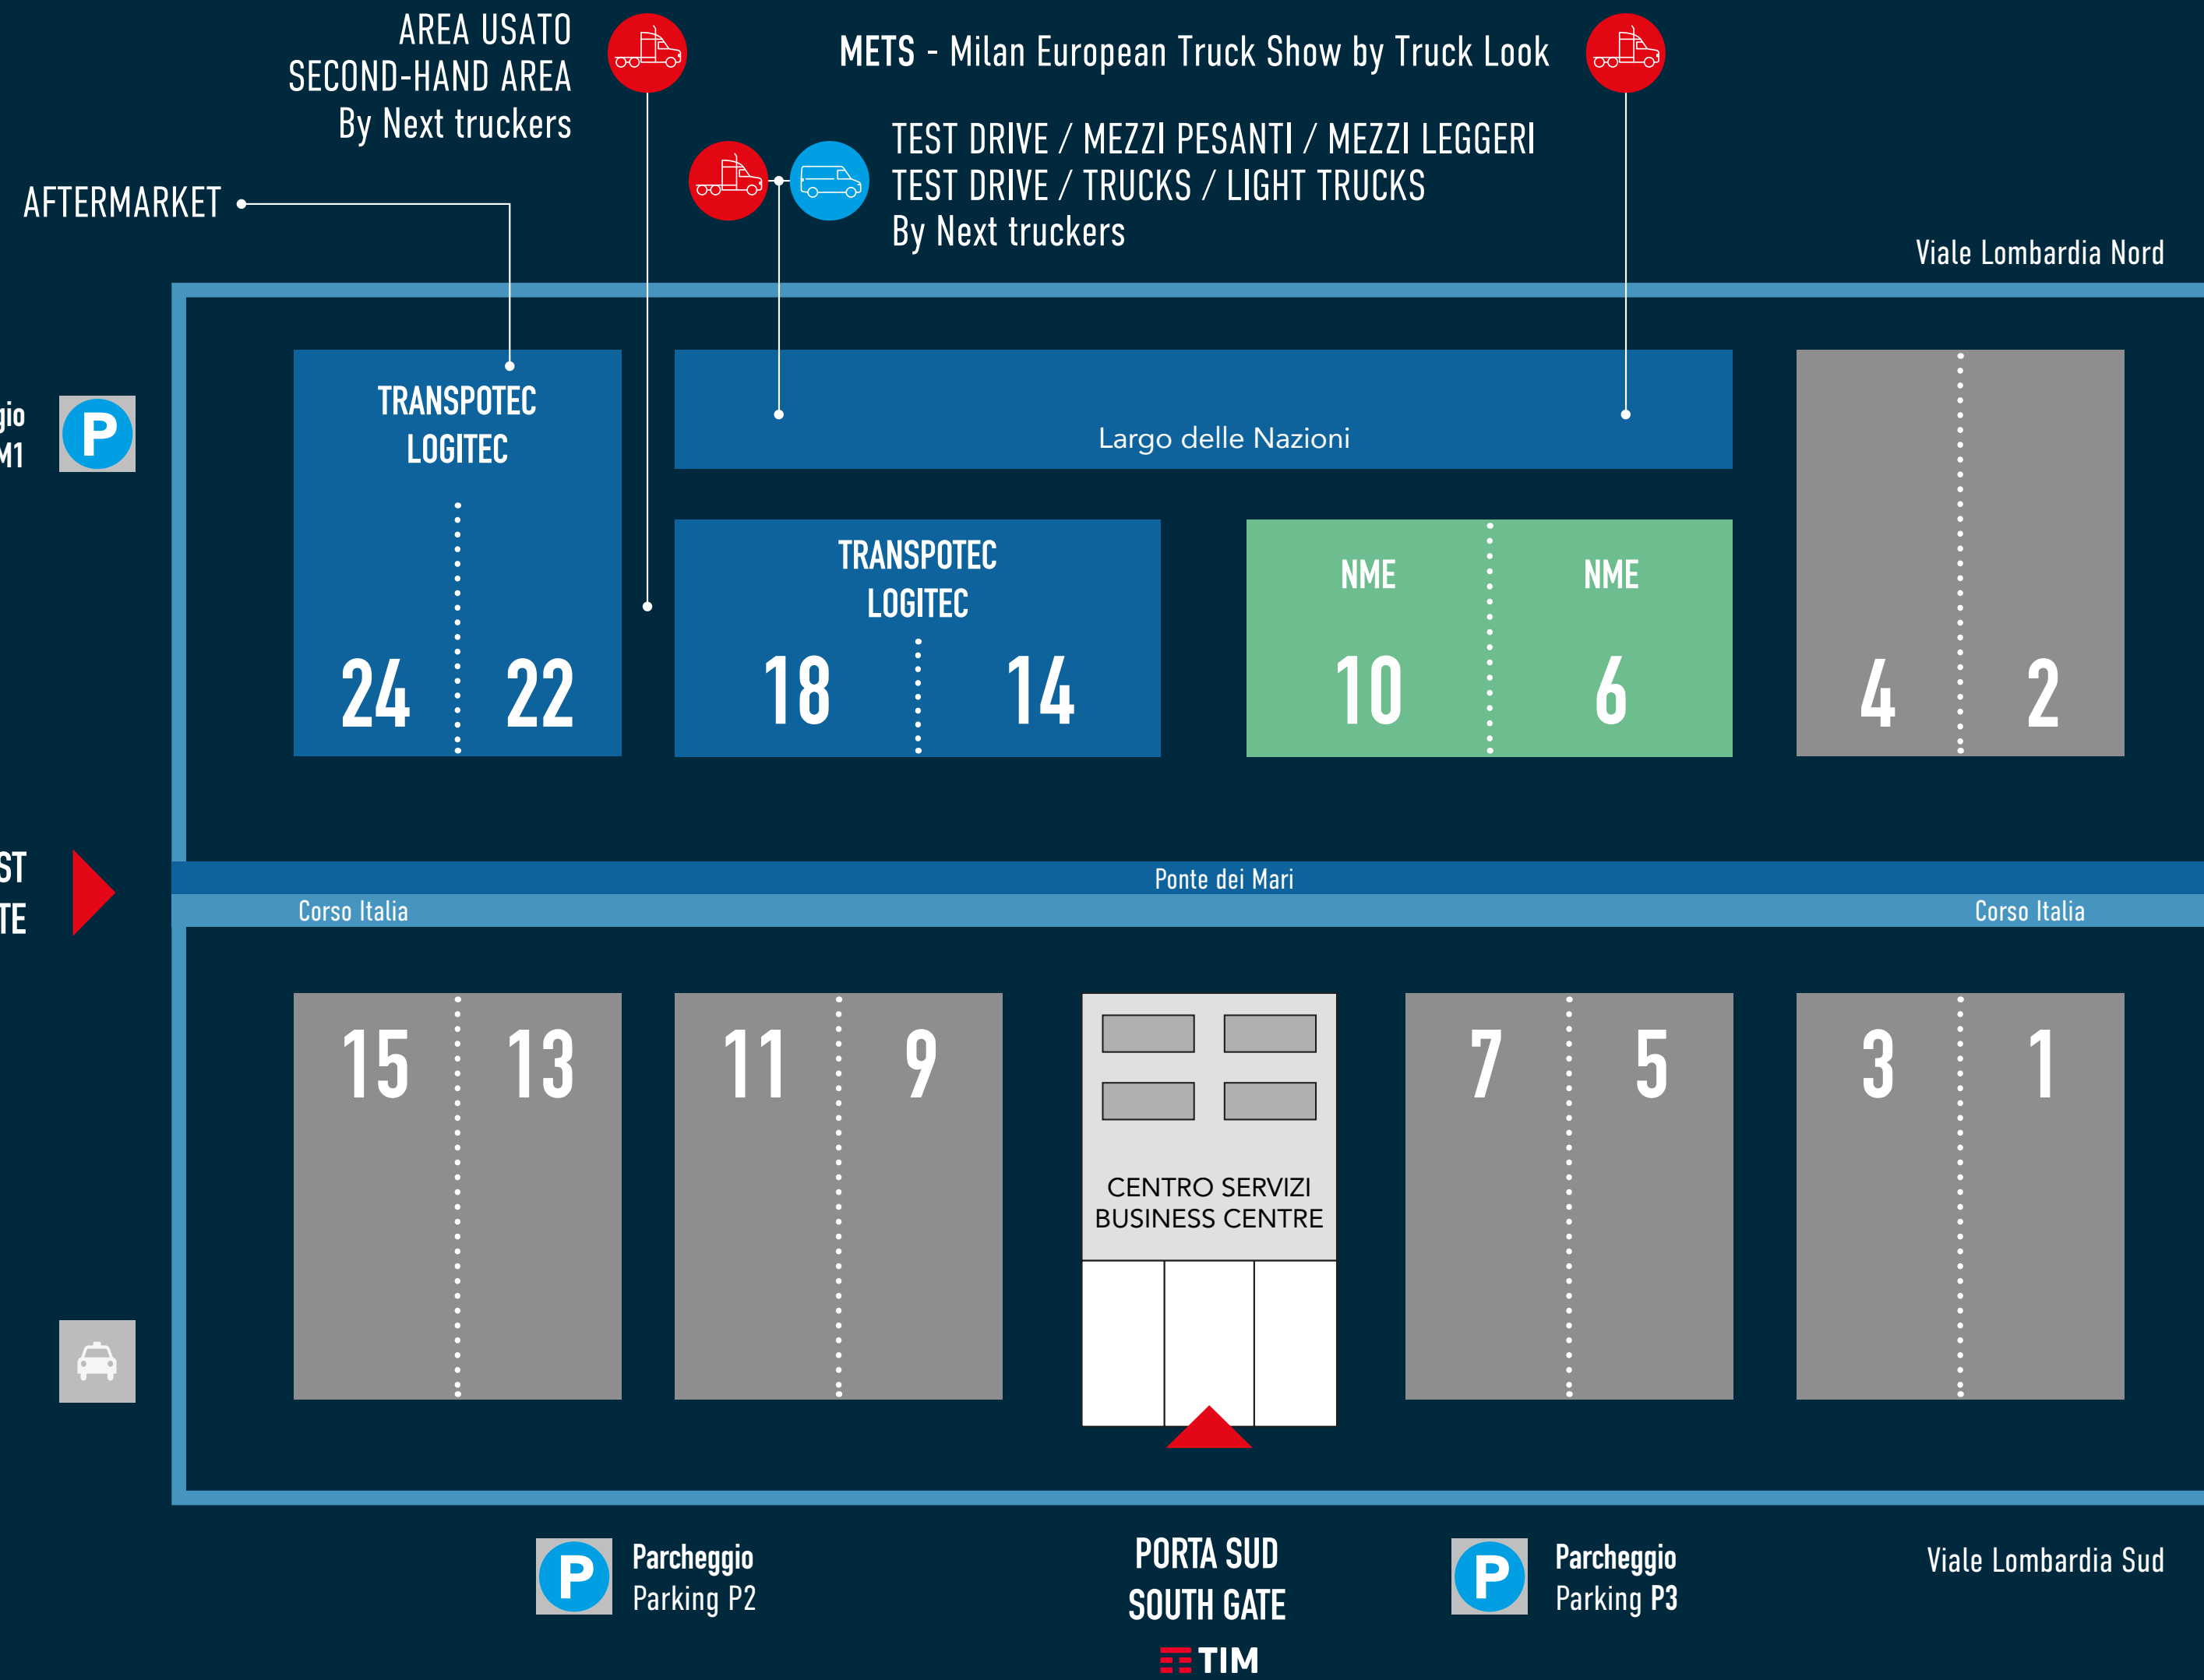 AREA USATO
SECOND-HAND AREA
By Next truckers
METS - Milan European Truck Show by Truck Look
TEST DRIVE / MEZZI PESANTI / MEZZI LEGGERI
TEST DRIVE / TRUCKS / LIGHT TRUCKS
By Next truckers
AFTERMARKET
Viale Lombardia Nord
TRANSPOTEC
LOGITEC
24 22
Largo delle Nazioni
TRANSPOTEC
LOGITEC
18 14
NME NME
10 6
4 2
P
M1
Ponte dei Mari
Corso Italia Corso Italia
15 13 11 9 7 5 3 1
CENTRO SERVIZI
BUSINESS CENTRE
P
Parcheggio
Parking P2
PORTA SUD
SOUTH GATE
TIM
P
Parcheggio
Parking P3
Viale Lombardia Sud